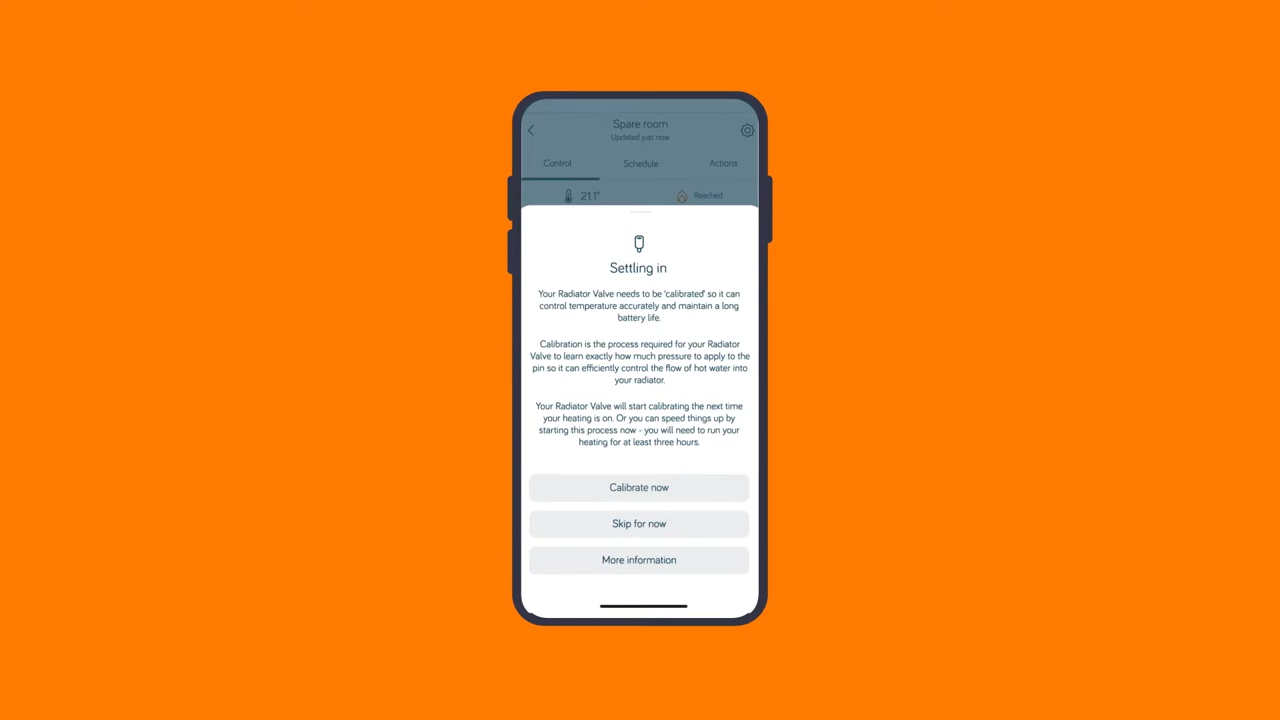 Spare room
Updated just now
Control
Schedule
Actions
21.1°
Reached
Settling in
Your Radiator Valve needs to be 'calibrated' so it can
control temperature accurately and maintain a long
battery life.
Calibration is the process required for your Radiator
Valve to learn exactly how much pressure to apply to the
pin so it can efficiently control the flow of hot water into
your radiator.
Your Radiator Valve will start calibrating the next time
your heating is on. Or you can speed things up by
starting this process now - you will need to run your
heating for at least three hours.
Calibrate now
Skip for now
More information